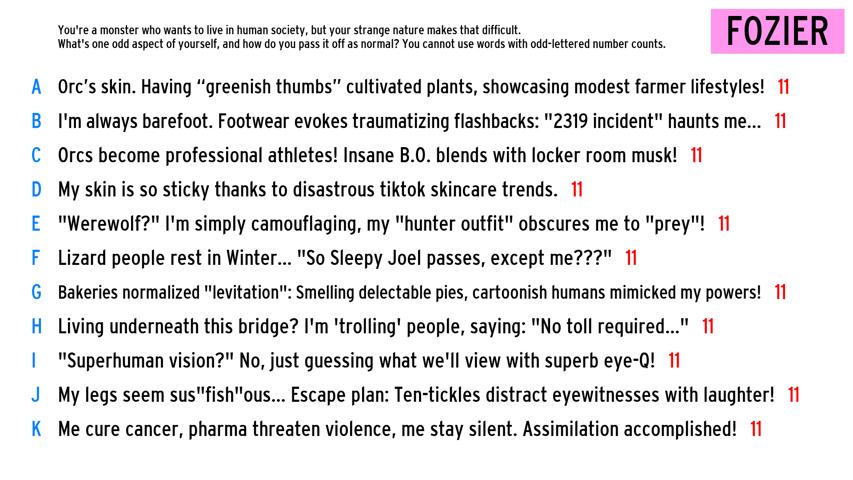 You're a monster who wants to live in human society, but your strange nature makes that difficult.
What's one odd aspect of yourself, and how do you pass it off as normal? You cannot use words with odd-lettered number counts.
FOZIER
A Orc's skin. Having “greenish thumbs” cultivated plants, showcasing modest farmer lifestyles! 11
B I'm always barefoot. Footwear evokes traumatizing flashbacks: "2319 incident" haunts me... 11
C Orcs become professional athletes! Insane B.O. blends with locker room musk! 11
D My skin is so sticky thanks to disastrous tiktok skincare trends. 11
E "Werewolf?" I'm simply camouflaging, my "hunter outfit" obscures me to "prey"! 11
F Lizard people rest in Winter... "So Sleepy Joel passes, except me???" 11
G Bakeries normalized "levitation": Smelling delectable pies, cartoonish humans mimicked my powers! 11
H Living underneath this bridge? I'm 'trolling' people, saying: "No toll required..." 11
I "Superhuman vision?" No, just guessing what we'll view with superb eye-Q! 11
J My legs seem sus"fish"ous... Escape plan: Ten-tickles distract eyewitnesses with laughter! 11
K Me cure cancer, pharma threaten violence, me stay silent. Assimilation accomplished! 11